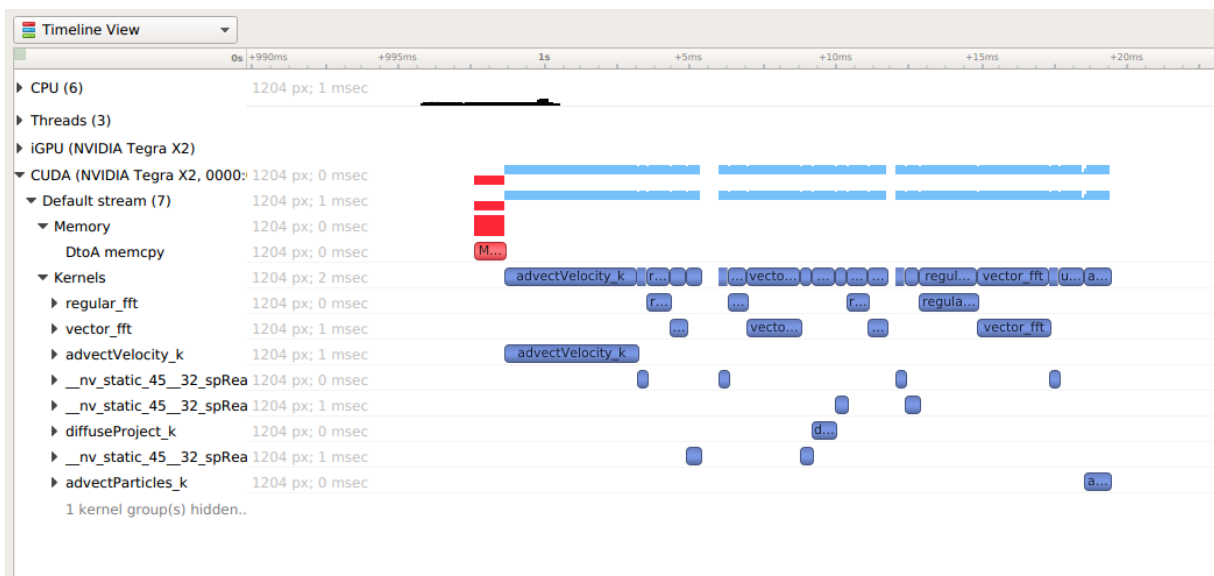 Timeline View
0s +990ms +995ms 1s +5ms +10ms +15ms +20ms
CPU (6) 1204 px; 1 msec
Threads (3)
iGPU (NVIDIA Tegra X2)
CUDA (NVIDIA Tegra X2, 0000: 1204 px; 0 msec
Default stream (7) 1204 px; 1 msec
Memory 1204 px; 0 msec
DtoA memcpy 1204 px; 0 msec M...
Kernels 1204 px; 2 msec advectVelocity_k r... ... vecto... ... ... ... regul... vector_fft u... a...
regular_fft 1204 px; 0 msec r... ... r... regula...
vector_fft 1204 px; 1 msec ... vecto... ... vector_fft
advectVelocity_k 1204 px; 1 msec advectVelocity_k
__nv_static_45__32_spRea 1204 px; 0 msec
__nv_static_45__32_spRea 1204 px; 1 msec
diffuseProject_k 1204 px; 0 msec d...
__nv_static_45__32_spRea 1204 px; 1 msec
advectParticles_k 1204 px; 0 msec a...
1 kernel group(s) hidden..